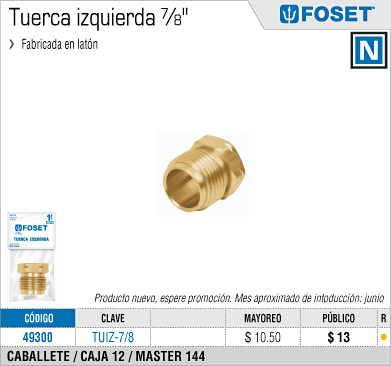 Tuerca izquierda 7/8"
FOSET®
❯ Fabricada en latón
N
FOSET
TUERCA IZQUIERDA
Producto nuevo, espere promoción. Mes aproximado de intoducción: junio
CÓDIGO CLAVE MAYOREO PÚBLICO R
49300 TUIZ-7/8 $ 10.50 $ 13
CABALLETE / CAJA 12 / MASTER 144